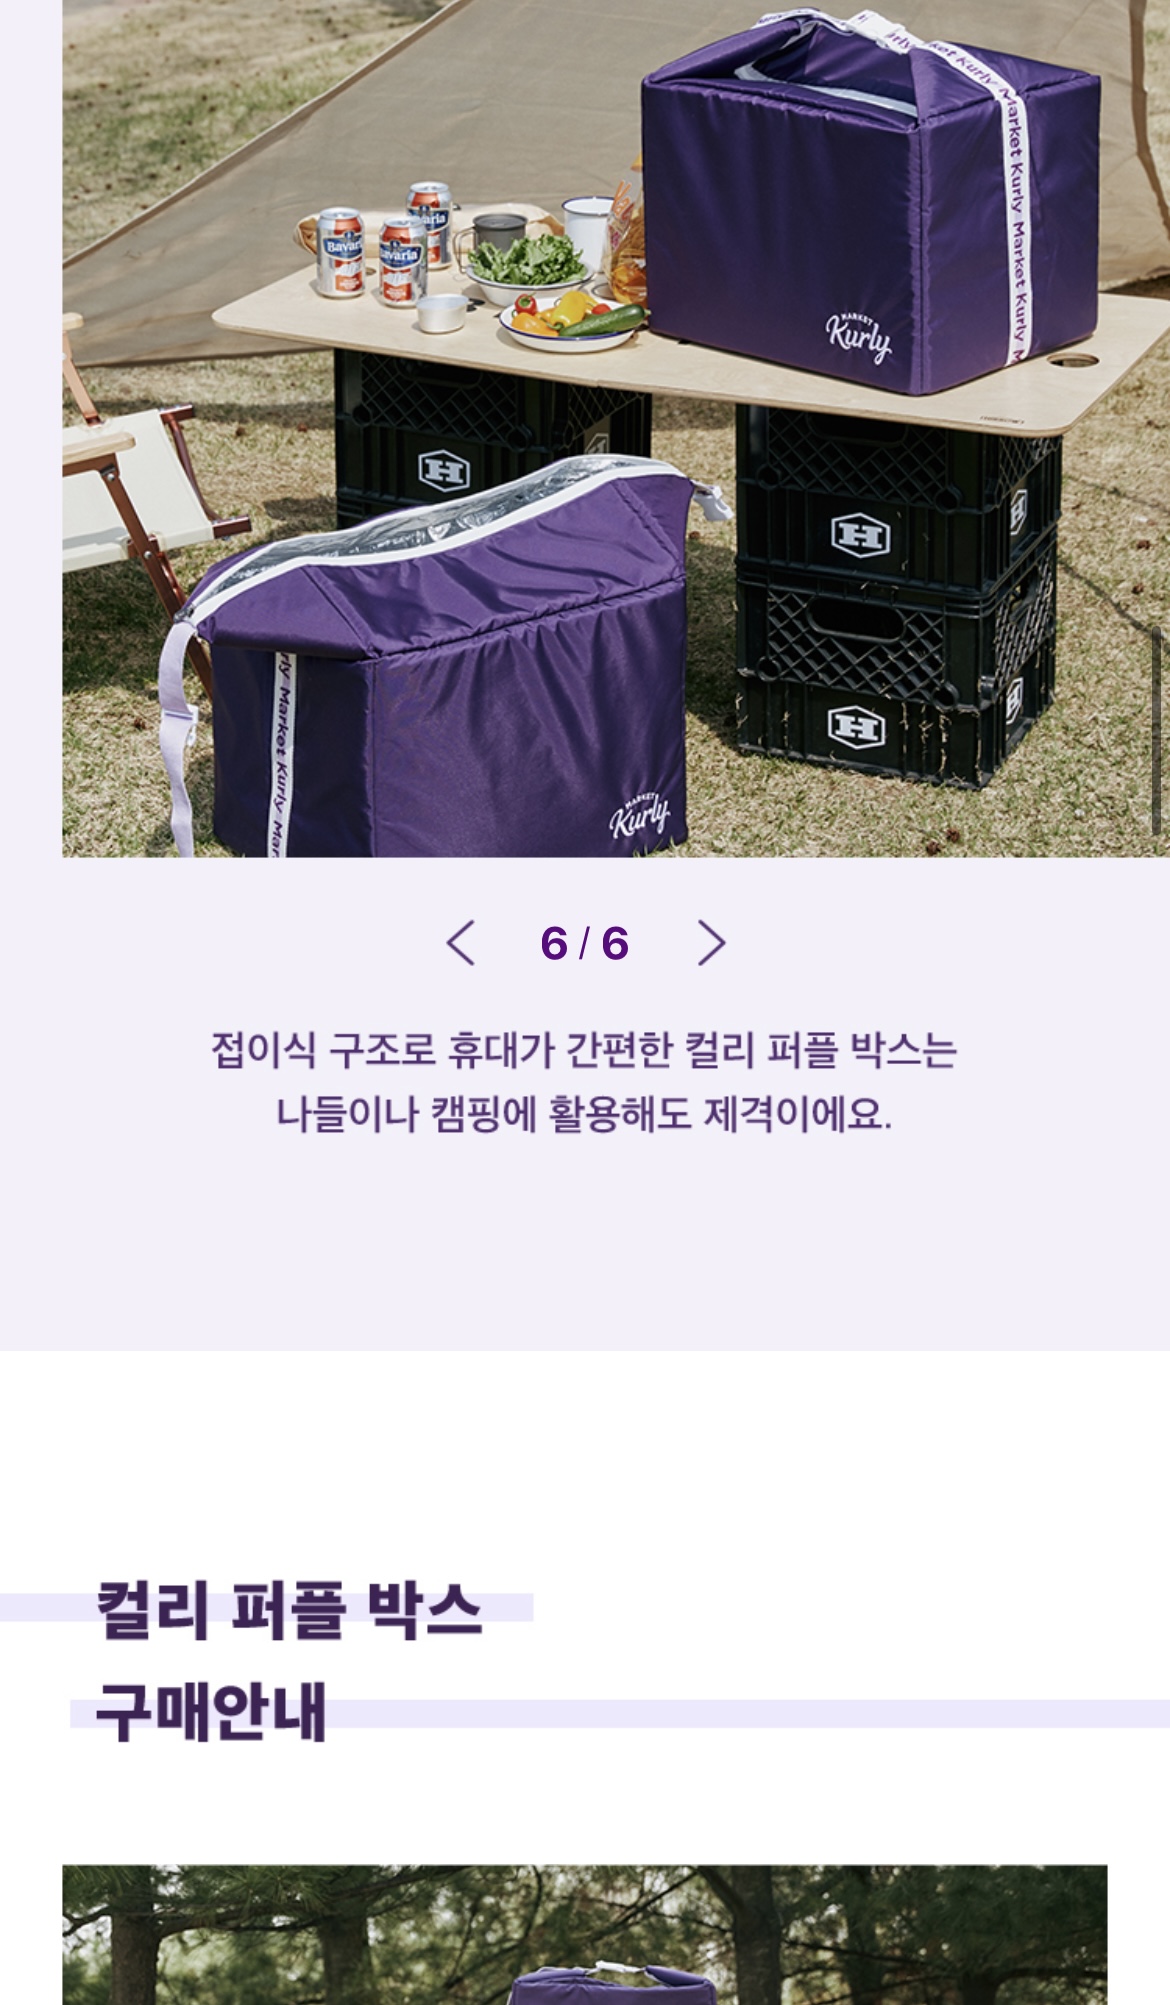 Market Kurly Market Kurly
MARKET
Kurly
Bavaria
Bavaria
H
H
H
Market Kurly
MARKET
Kurly
6 / 6
접이식 구조로 휴대가 간편한 컬리 퍼플 박스는
나들이나 캠핑에 활용해도 제격이에요.
컬리 퍼플 박스
구매안내